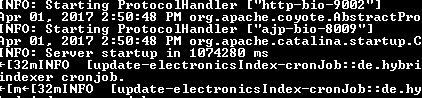 INFO: Starting ProtocolHandler ["http-bio-9002"]
Apr 01, 2017 2:50:48 PM org.apache.coyote.AbstractPro
INFO: Starting ProtocolHandler ["ajp-bio-8009"]
Apr 01, 2017 2:50:48 PM org.apache.catalina.startup.C
INFO: Server startup in 1074280 ms
←[32mINFO  [update-electronicsIndex-cronJob::de.hybri
indexer cronjob.
←[m←[32mINFO  [update-electronicsIndex-cronJob::de.hy